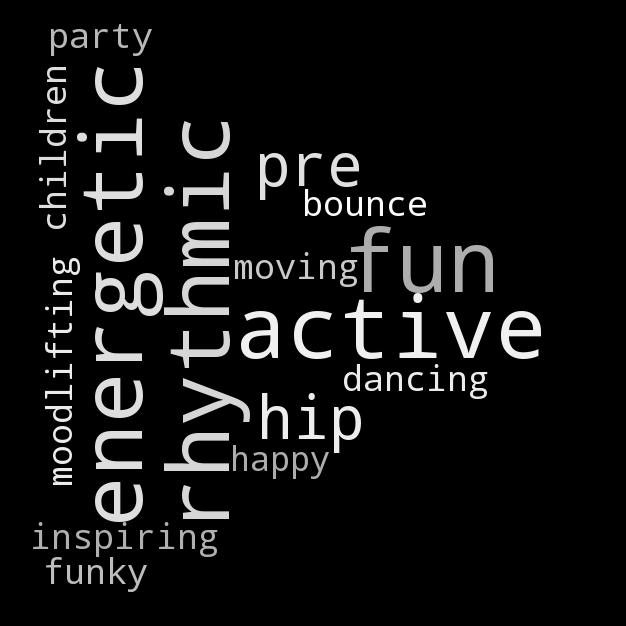 party
children
energetic
rhythmic
pre
bounce
fun
moving
moodlifting
active
dancing
hip
happy
inspiring
funky